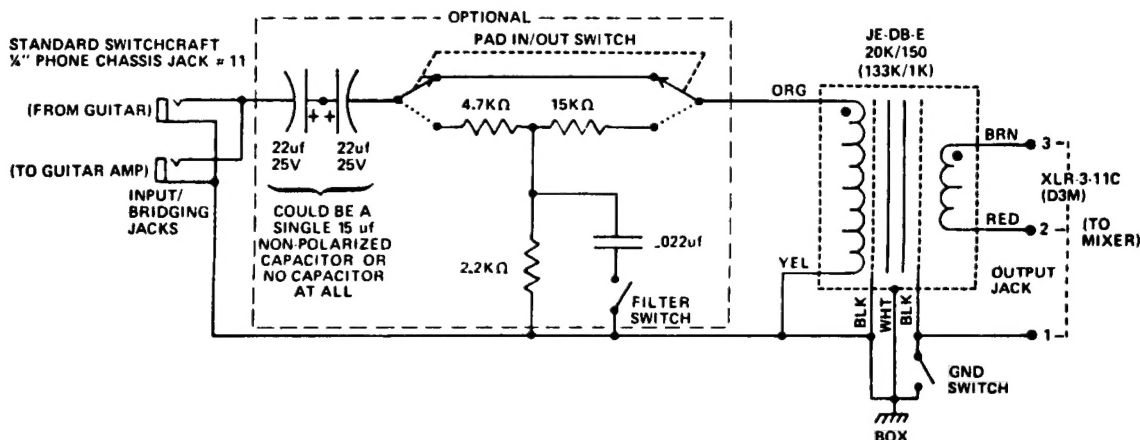 OPTIONAL
PAD IN/OUT SWITCH
STANDARD SWITCHCRAFT
¼" PHONE CHASSIS JACK # 11
(FROM GUITAR)
(TO GUITAR AMP)
INPUT/
BRIDGING
JACKS
+ +
22uf
25V
22uf
25V
COULD BE A
SINGLE 15 uf
NON-POLARIZED
CAPACITOR OR
NO CAPACITOR
AT ALL
4.7KΩ
15KΩ
2.2KΩ
.022uf
FILTER
SWITCH
JE-DB-E
20K/150
(133K/1K)
ORG
YEL
BLK
WHT
BLK
BRN
RED
3
2
1
XLR-3-11C
(D3M)
(TO
MIXER)
OUTPUT
JACK
GND
SWITCH
BOX